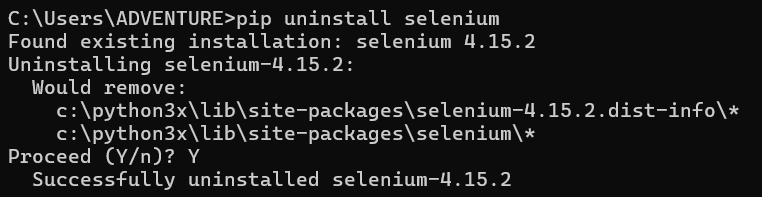 C:\Users\ADVENTURE>pip uninstall selenium
Found existing installation: selenium 4.15.2
Uninstalling selenium-4.15.2:
  Would remove:
    c:\python3x\lib\site-packages\selenium-4.15.2.dist-info\*
    c:\python3x\lib\site-packages\selenium\*
Proceed (Y/n)? Y
  Successfully uninstalled selenium-4.15.2